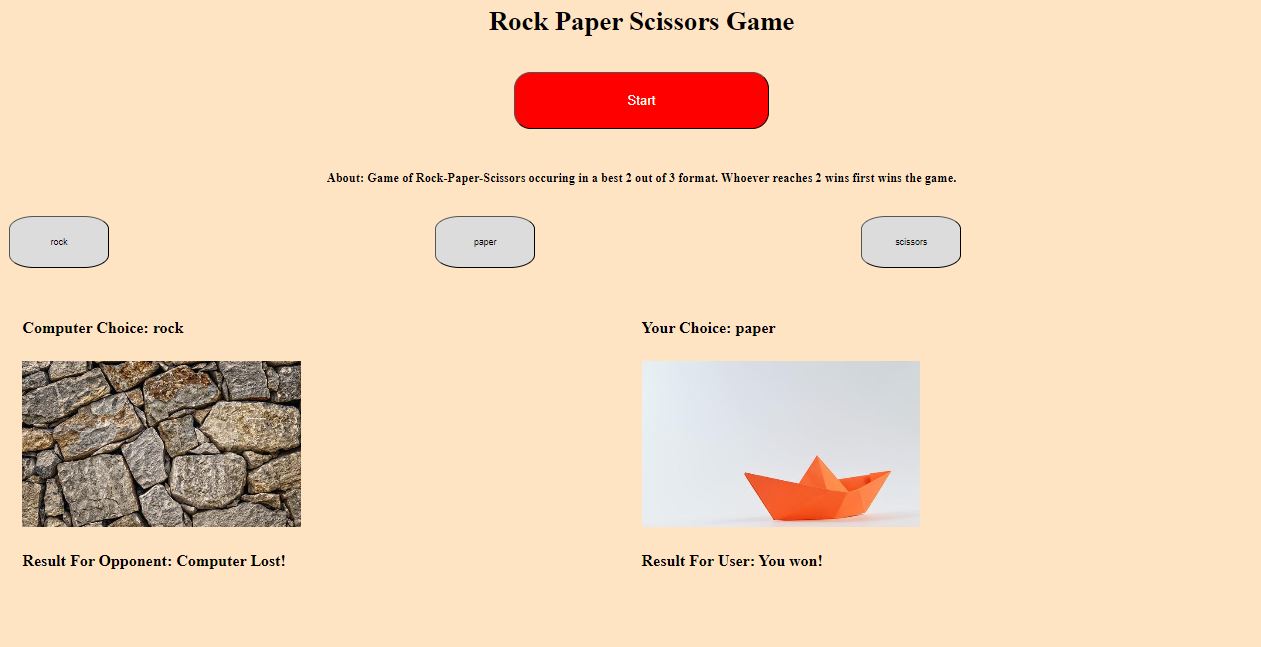 Rock Paper Scissors Game
Start
About: Game of Rock-Paper-Scissors occuring in a best 2 out of 3 format. Whoever reaches 2 wins first wins the game.
rock
paper
scissors
Computer Choice: rock
Your Choice: paper
Result For Opponent: Computer Lost!
Result For User: You won!